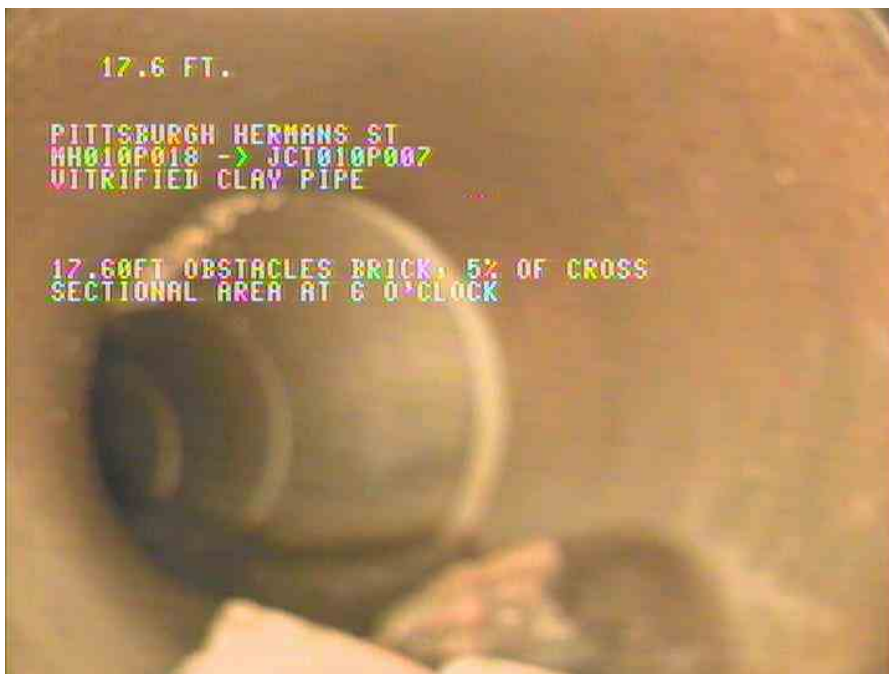 17.6 FT.
PITTSBURGH HERMANS ST
MH010P018 -> JCT010P007
VITRIFIED CLAY PIPE
17.60FT OBSTACLES BRICK, 5% OF CROSS
SECTIONAL AREA AT 6 O'CLOCK